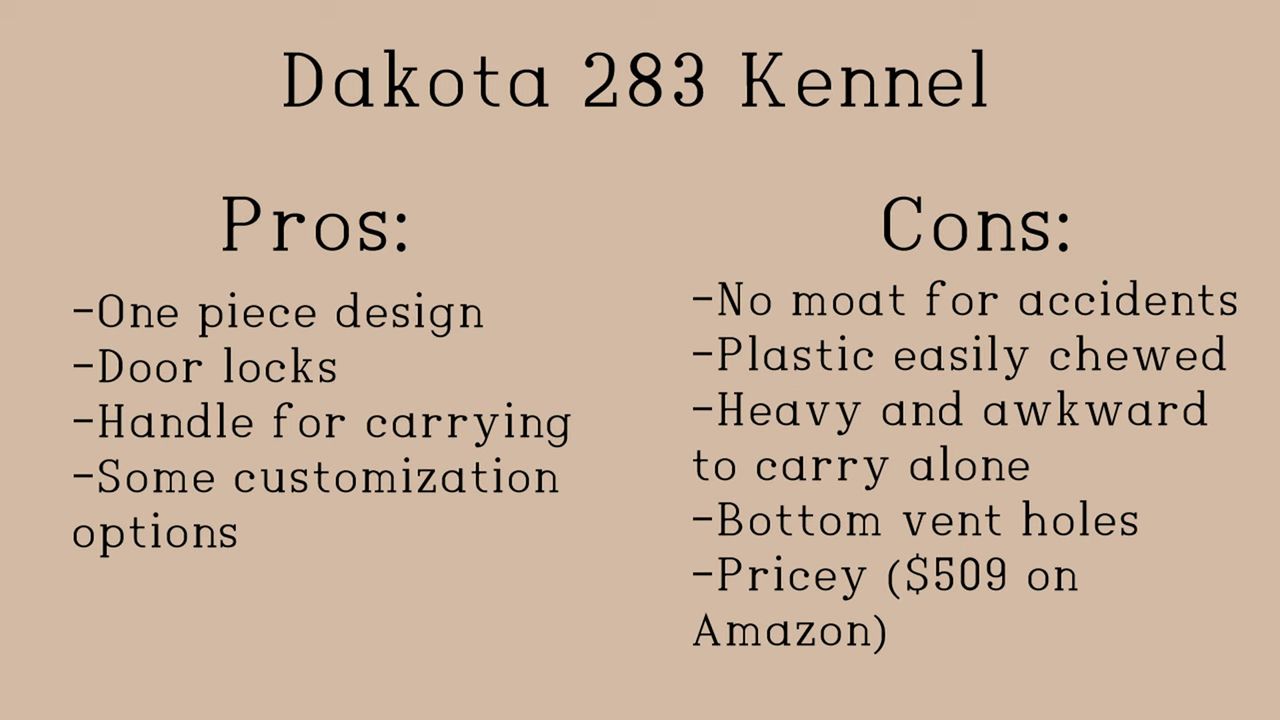 Dakota 283 Kennel
Pros:
-One piece design
-Door locks
-Handle for carrying
-Some customization
options
Cons:
-No moat for accidents
-Plastic easily chewed
-Heavy and awkward
to carry alone
-Bottom vent holes
-Pricey ($509 on
Amazon)